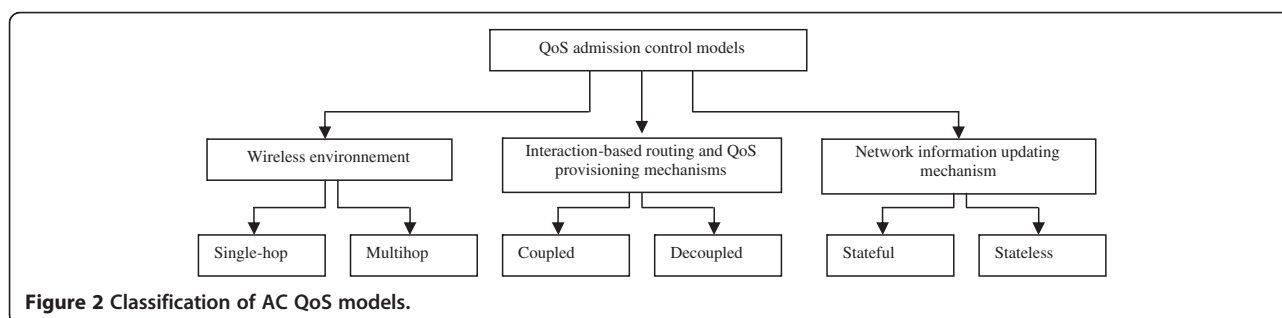 QoS admission control models
Wireless environnement
Interaction-based routing and QoS
provisioning mechanisms
Network information updating
mechanism
Single-hop
Multihop
Coupled
Decoupled
Stateful
Stateless
Figure 2 Classification of AC QoS models.